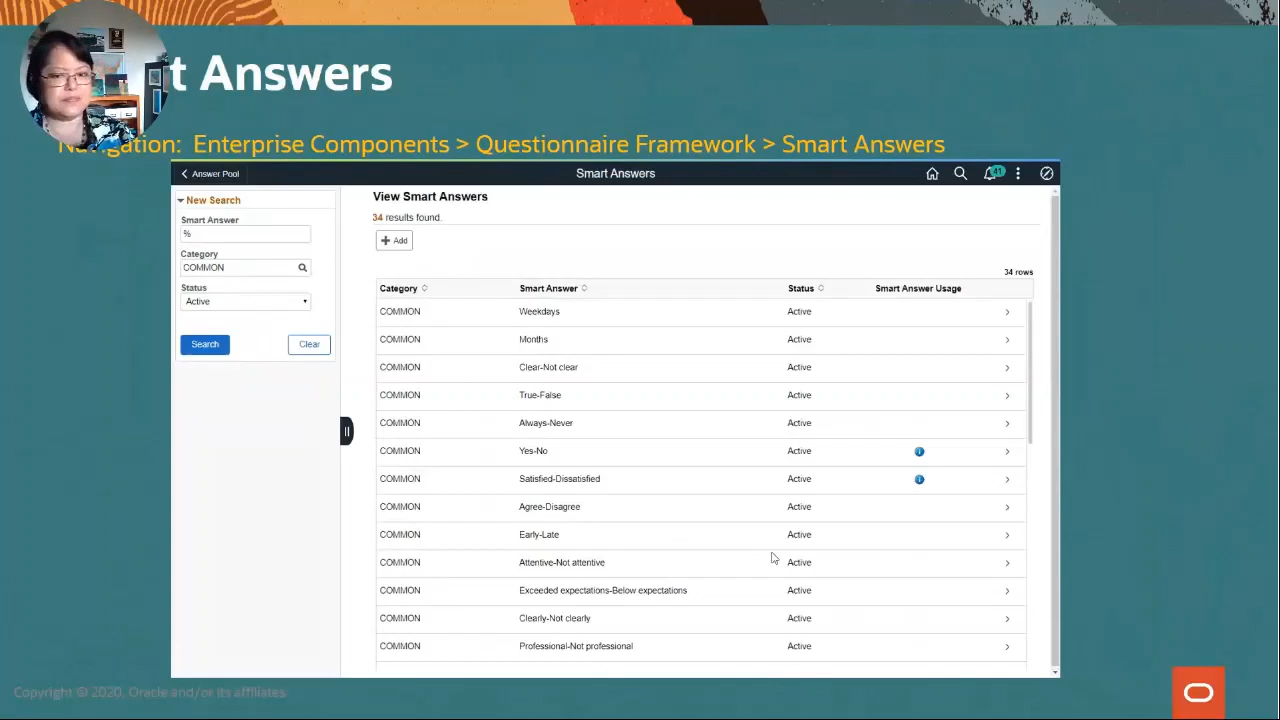 t Answers
Navigation: Enterprise Components > Questionnaire Framework > Smart Answers
Answer Pool
Smart Answers
41
New Search
Smart Answer
%
Category
COMMON
Status
Active
Search
Clear
View Smart Answers
34 results found.
Add
34 rows
Category
Smart Answer
Status
Smart Answer Usage
COMMON Weekdays Active
COMMON Months Active
COMMON Clear-Not clear Active
COMMON True-False Active
COMMON Always-Never Active
COMMON Yes-No Active
COMMON Satisfied-Dissatisfied Active
COMMON Agree-Disagree Active
COMMON Early-Late Active
COMMON Attentive-Not attentive Active
COMMON Exceeded expectations-Below expectations Active
COMMON Clearly-Not clearly Active
COMMON Professional-Not professional Active
Copyright © 2020, Oracle and/or its affiliates